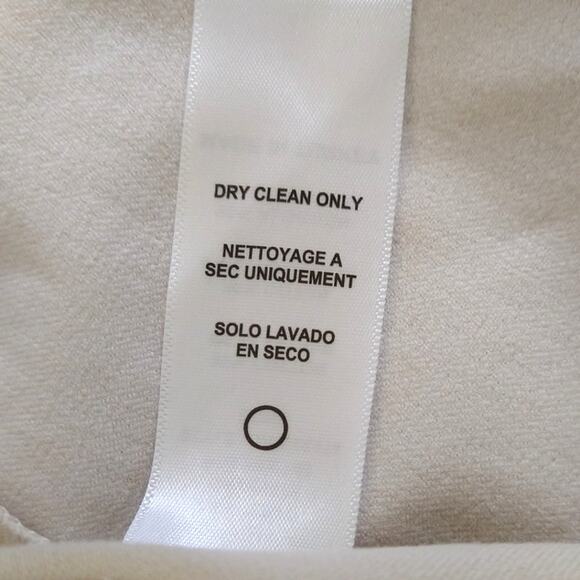 DRY CLEAN ONLY
NETTOYAGE A
SEC UNIQUEMENT
SOLO LAVADO
EN SECO